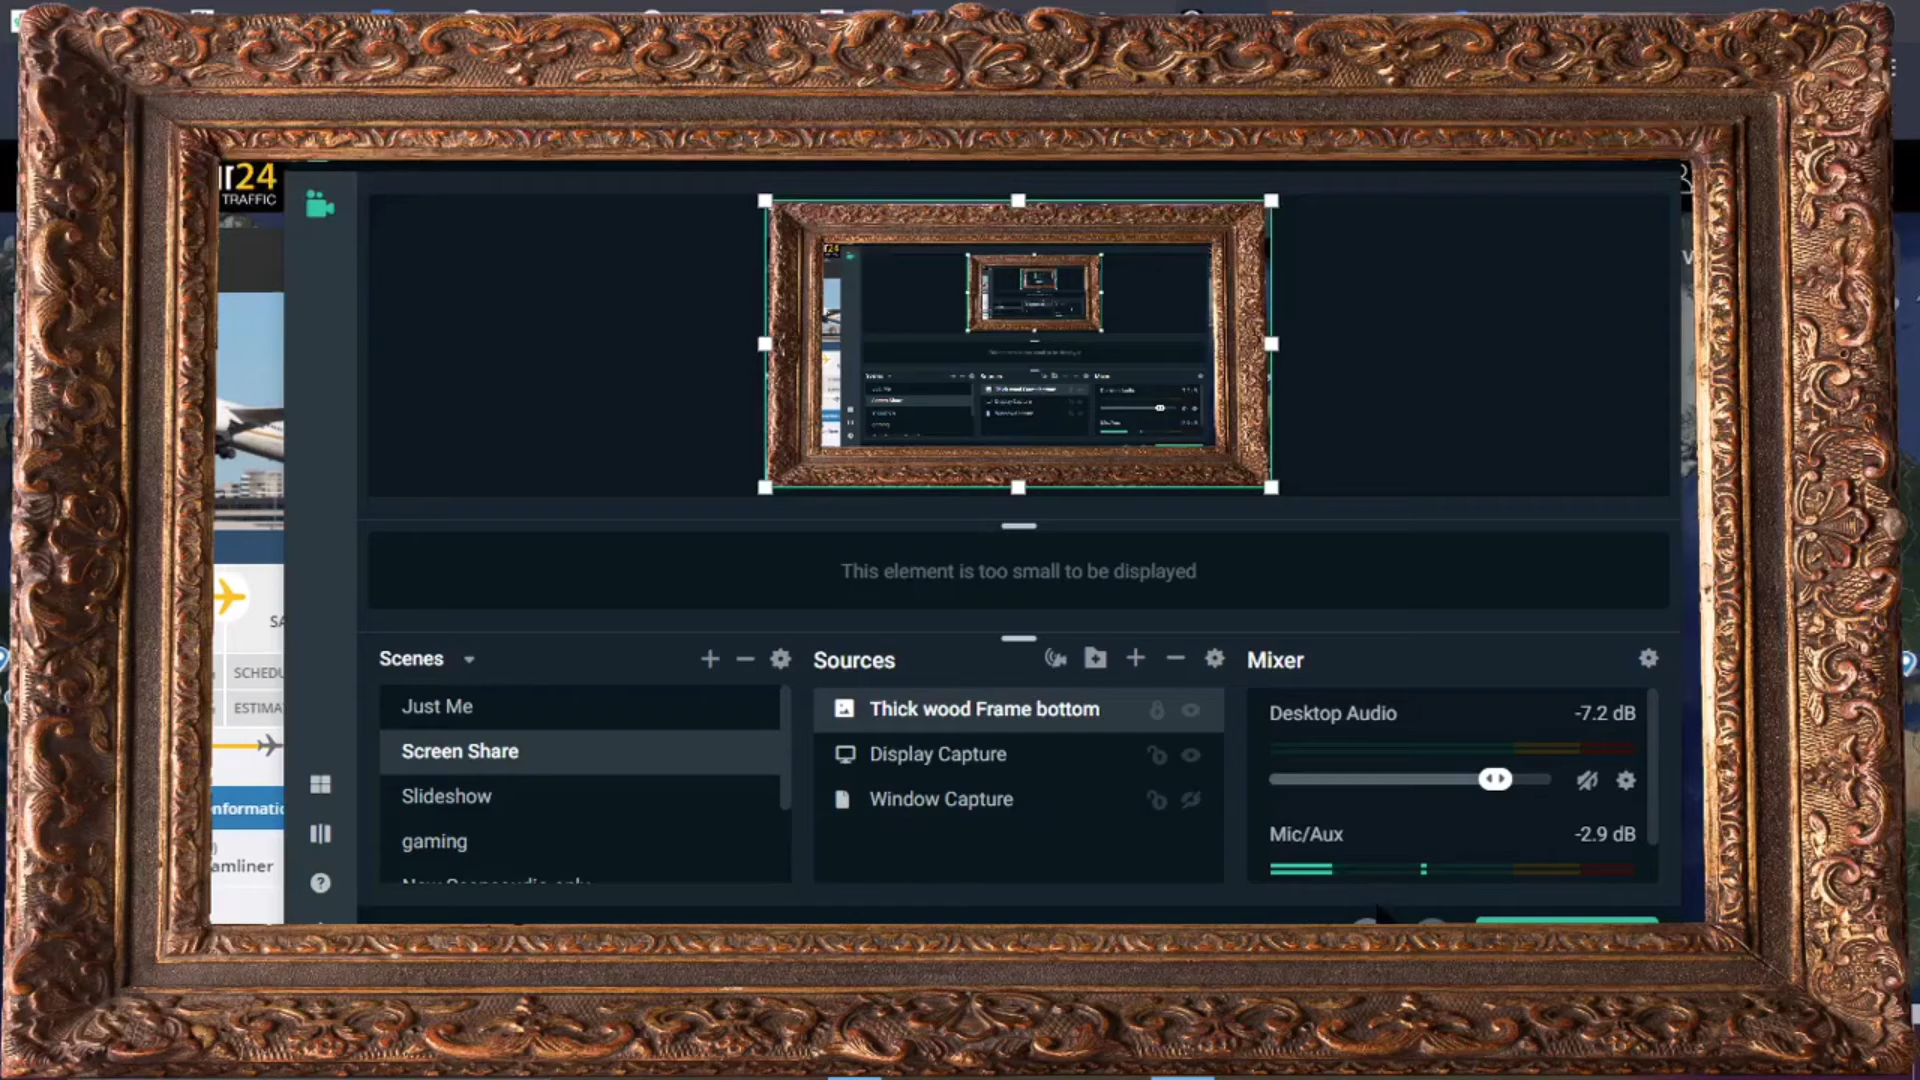 r24
TRAFFIC
This element is too small to be displayed
Scenes
Just Me
Screen Share
Slideshow
gaming
Sources
Thick wood Frame bottom
Display Capture
Window Capture
Mixer
Desktop Audio -7.2 dB
Mic/Aux -2.9 dB
SA
SCHEDU
ESTIMA
nformatio
amliner